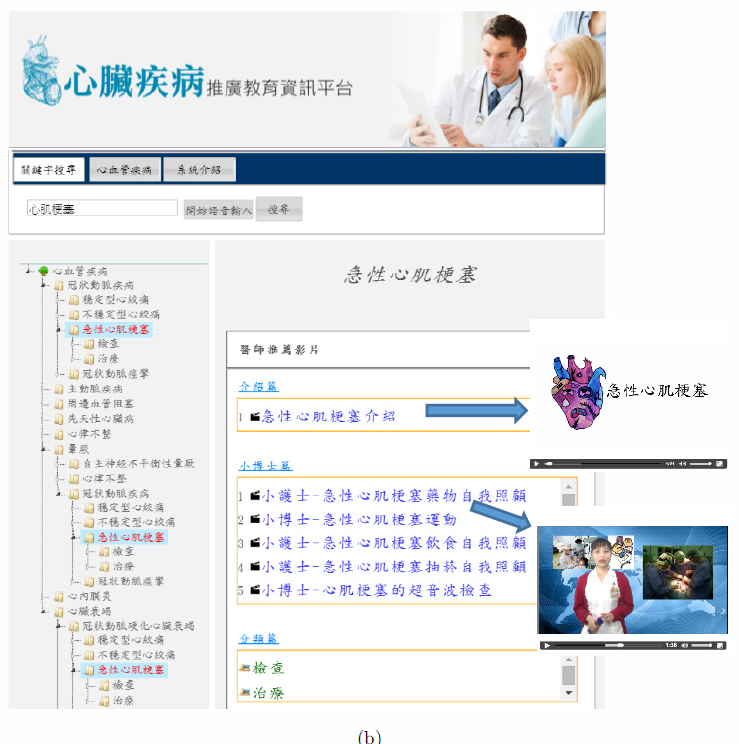 心臟疾病推廣教育資訊平台
關鍵字搜尋 心血管疾病 系統介紹
心肌梗塞 開始語音輸入 搜尋
心血管疾病
冠狀動脈疾病
穩定型心絞痛
不穩定型心絞痛
急性心肌梗塞
檢查
治療
冠狀動脈痙攣
主動脈疾病
周邊血管阻塞
先天性心臟病
心律不整
暈厥
自主神經不平衡性暈厥
心律不整
冠狀動脈疾病
穩定型心絞痛
不穩定型心絞痛
急性心肌梗塞
檢查
治療
冠狀動脈痙攣
心內膜炎
心臟衰竭
冠狀動脈硬化心臟衰竭
穩定型心絞痛
不穩定型心絞痛
急性心肌梗塞
檢查
治療
急性心肌梗塞
醫師推薦影片
介紹篇
1 急性心肌梗塞介紹
小博士篇
1 小護士-急性心肌梗塞藥物自我照顧
2 小博士-急性心肌梗塞運動
3 小護士-急性心肌梗塞飲食自我照顧
4 小護士-急性心肌梗塞抽菸自我照顧
5 小博士-心肌梗塞的超音波檢查
分類篇
檢查
治療
急性心肌梗塞
1:38
(b)